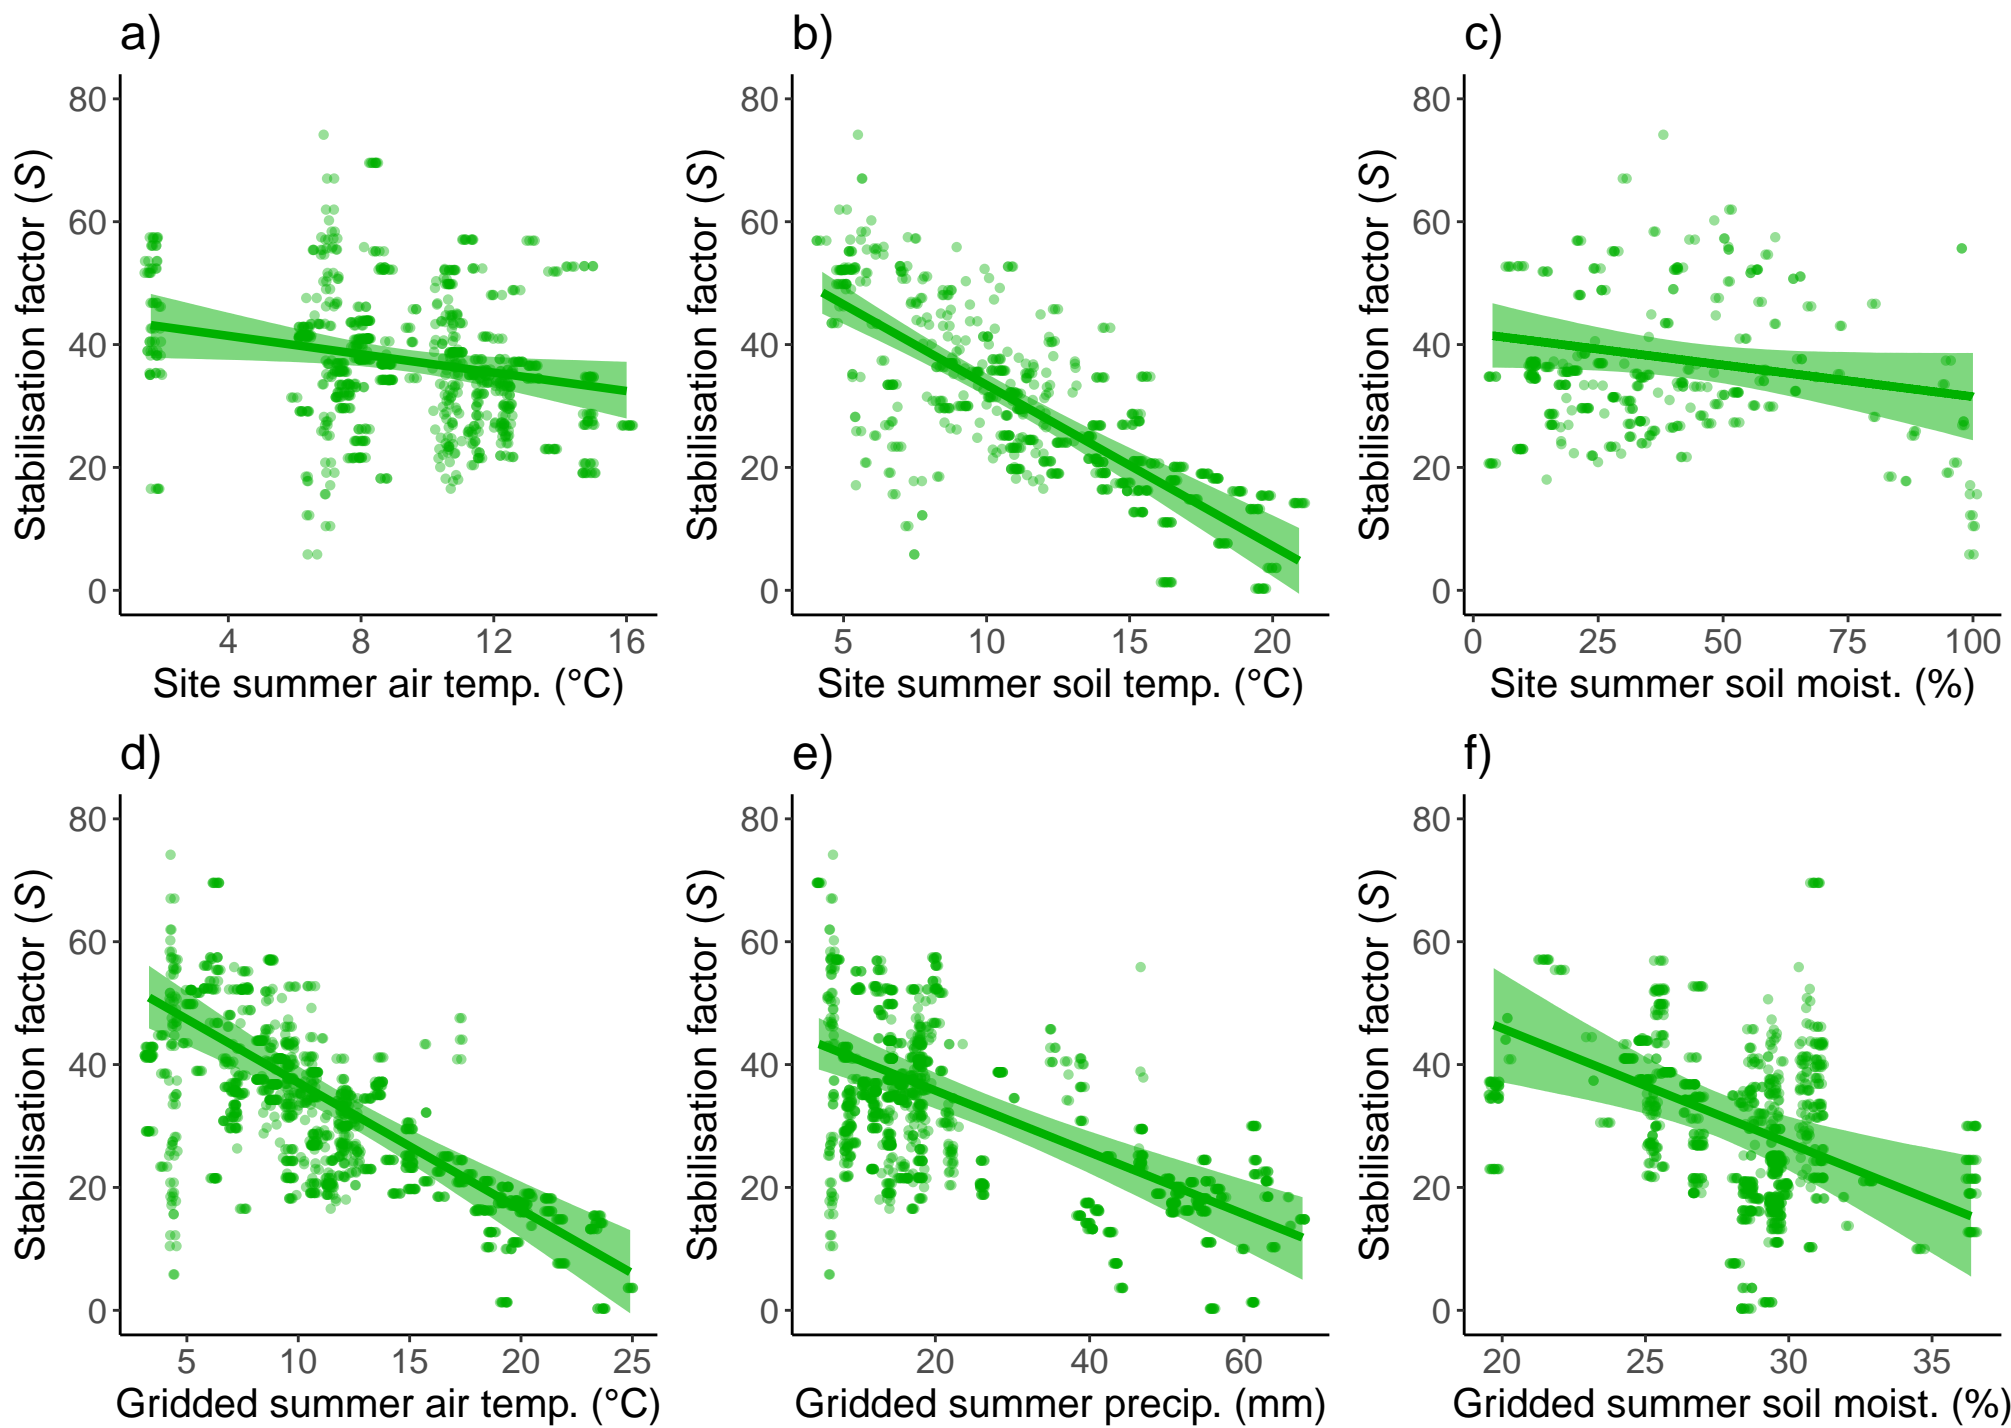 a)
80
60
40
20
0
Stabilisation factor (S)
4 8 12 16
Site summer air temp. (°C)
b)
80
60
40
20
0
Stabilisation factor (S)
5 10 15 20
Site summer soil temp. (°C)
c)
80
60
40
20
0
Stabilisation factor (S)
0 25 50 75 100
Site summer soil moist. (%)
d)
80
60
40
20
0
Stabilisation factor (S)
5 10 15 20 25
Gridded summer air temp. (°C)
e)
80
60
40
20
0
Stabilisation factor (S)
20 40 60
Gridded summer precip. (mm)
f)
80
60
40
20
0
Stabilisation factor (S)
20 25 30 35
Gridded summer soil moist. (%)